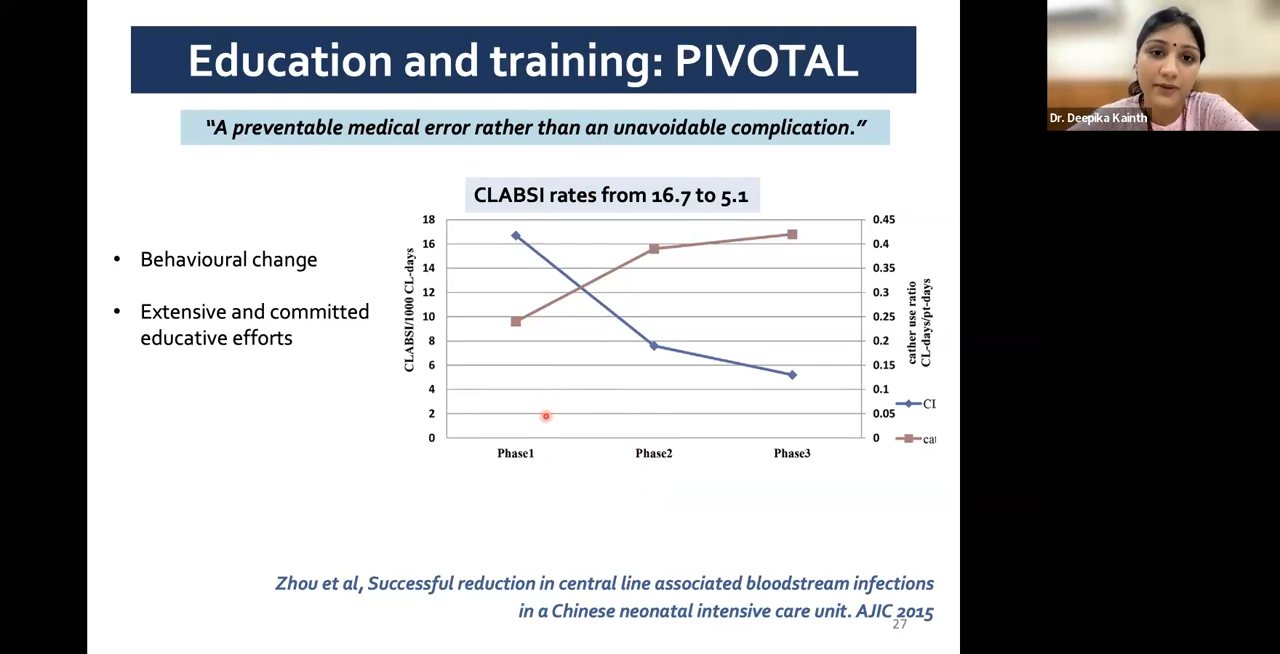 Education and training: PIVOTAL
Dr. Deepika Kainth
“A preventable medical error rather than an unavoidable complication.”
CLABSI rates from 16.7 to 5.1
• Behavioural change
• Extensive and committed
educative efforts
CLABSI/1000 CL-days
18
16
14
12
10
8
6
4
2
0
0.45
0.4
0.35
0.3
0.25
0.2
0.15
0.1
0.05
0
cather use ratio
CL-days/pt-days
Phase1 Phase2 Phase3
Zhou et al, Successful reduction in central line associated bloodstream infections
in a Chinese neonatal intensive care unit. AJIC 2015
27